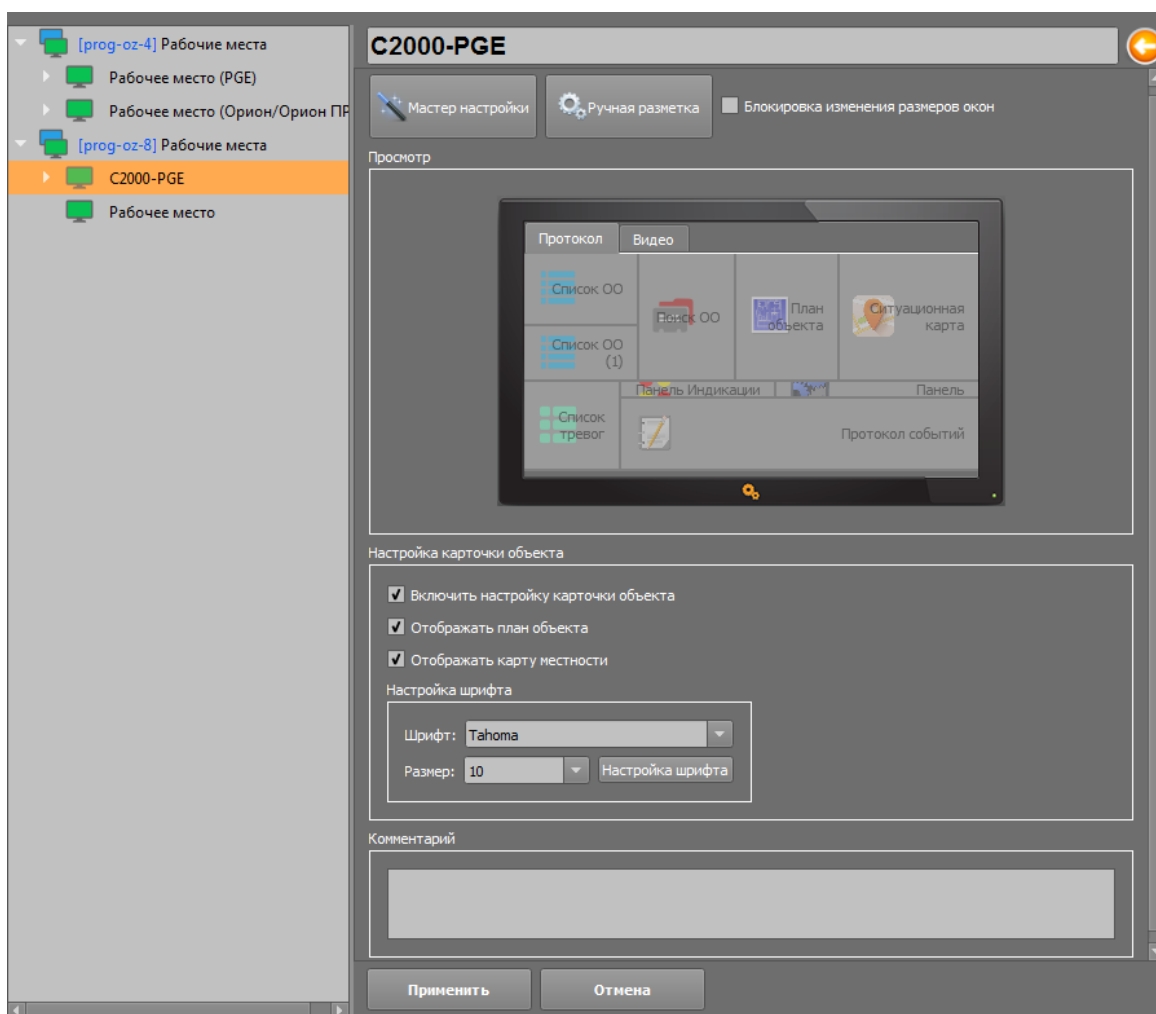 [prog-oz-4] Рабочие места
Рабочее место (PGE)
Рабочее место (Орион/Орион ПР
[prog-oz-8] Рабочие места
C2000-PGE
Рабочее место
C2000-PGE
Мастер настройки
Ручная разметка
Блокировка изменения размеров окон
Просмотр
Протокол
Видео
Список ОО
Список ОО
(1)
Поиск ОО
План
объекта
Ситуационная
карта
Панель Индикации
Панель
Список
тревог
Протокол событий
Настройка карточки объекта
Включить настройку карточки объекта
Отображать план объекта
Отображать карту местности
Настройка шрифта
Шрифт: Tahoma
Размер: 10 Настройка шрифта
Комментарий
Применить
Отмена